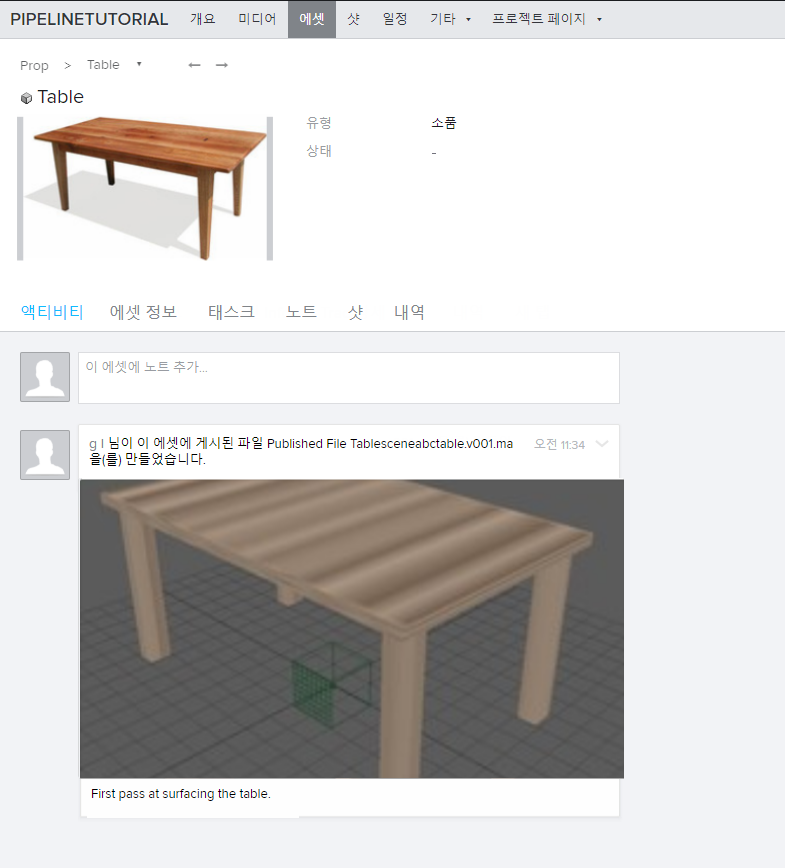 PIPELINETUTORIAL 개요 미디어 에셋 샷 일정 기타 프로젝트 페이지
Prop > Table
Table
유형 소품
상태 -
액티비티 에셋 정보 태스크 노트 샷 내역
이 에셋에 노트 추가...
g l 님이 이 에셋에 게시된 파일 Published File Tablesceneabctable.v001.ma 오전 11:34
을(를) 만들었습니다.
First pass at surfacing the table.